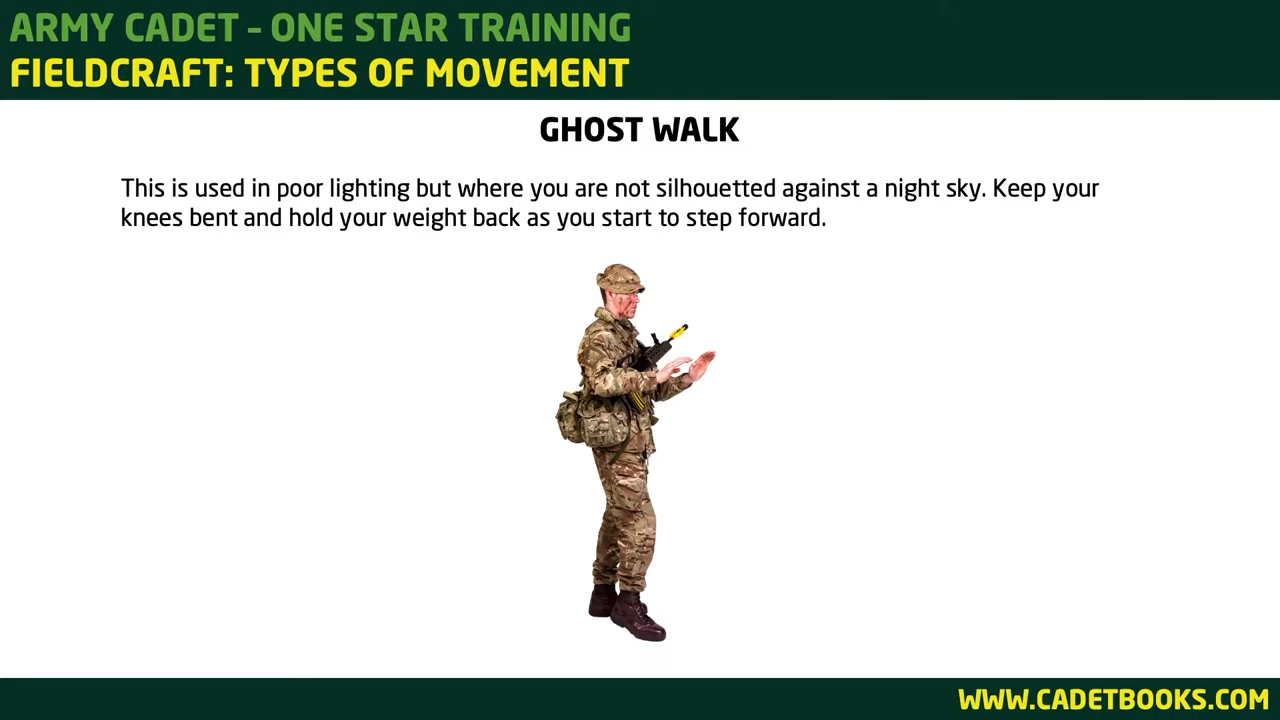 ARMY CADET – ONE STAR TRAINING
FIELDCRAFT: TYPES OF MOVEMENT
GHOST WALK
This is used in poor lighting but where you are not silhouetted against a night sky. Keep your
knees bent and hold your weight back as you start to step forward.
WWW.CADETBOOKS.COM